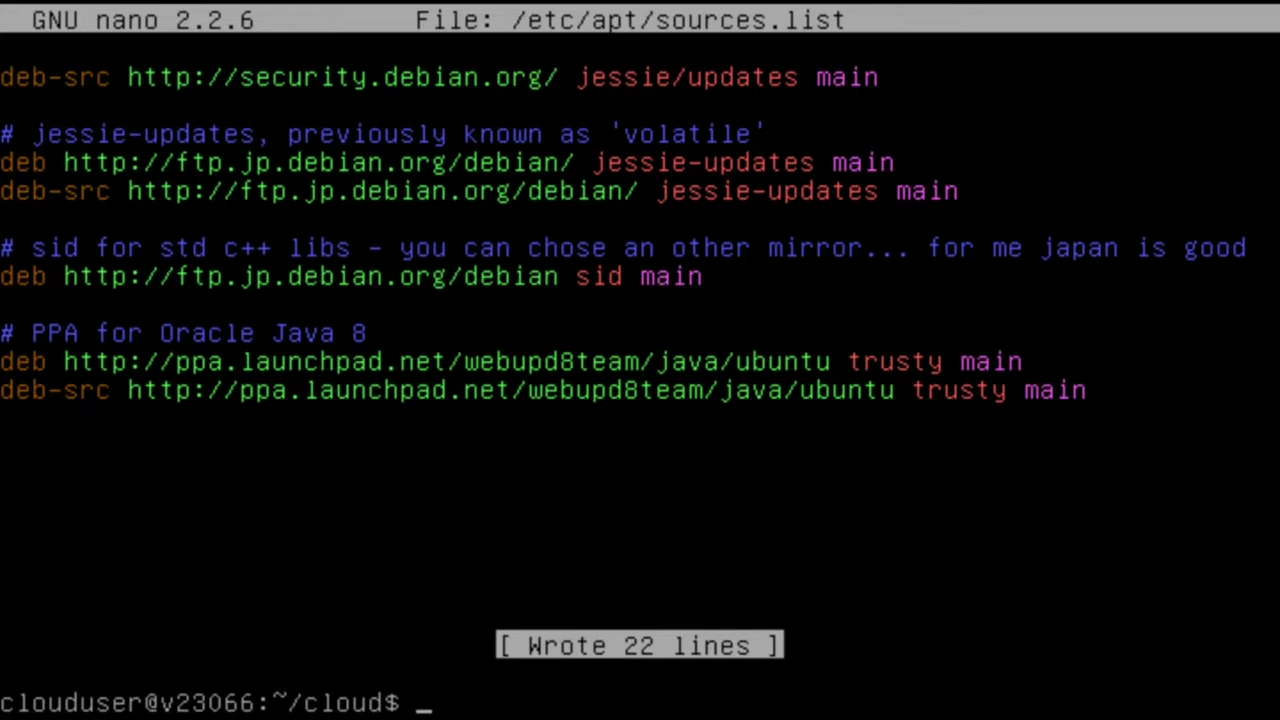 GNU nano 2.2.6 File: /etc/apt/sources.list
deb-src http://security.debian.org/ jessie/updates main
# jessie-updates, previously known as 'volatile'
deb http://ftp.jp.debian.org/debian/ jessie-updates main
deb-src http://ftp.jp.debian.org/debian/ jessie-updates main
# sid for std c++ libs - you can chose an other mirror... for me japan is good
deb http://ftp.jp.debian.org/debian sid main
# PPA for Oracle Java 8
deb http://ppa.launchpad.net/webupd8team/java/ubuntu trusty main
deb-src http://ppa.launchpad.net/webupd8team/java/ubuntu trusty main
[ Wrote 22 lines ]
clouduser@v23066:~/cloud$ _